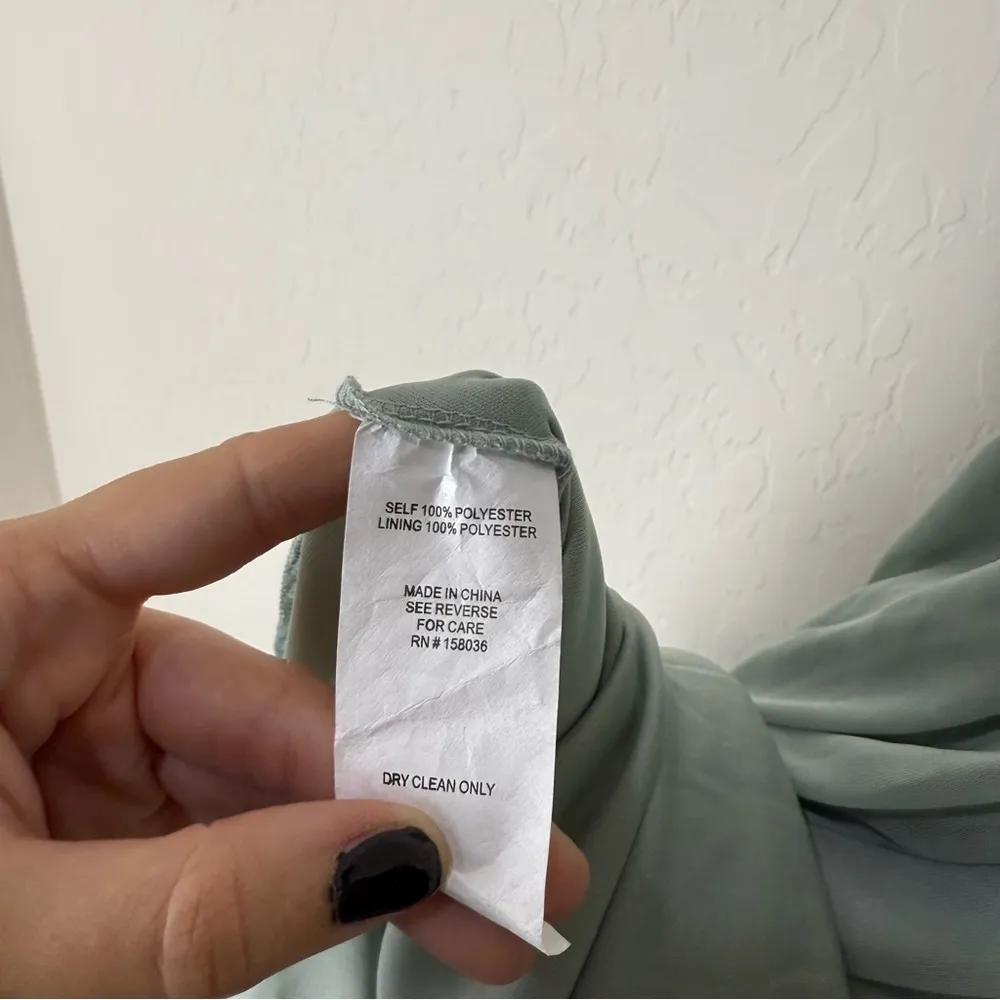 SELF 100% POLYESTER
LINING 100% POLYESTER
MADE IN CHINA
SEE REVERSE
FOR CARE
RN # 158036
DRY CLEAN ONLY